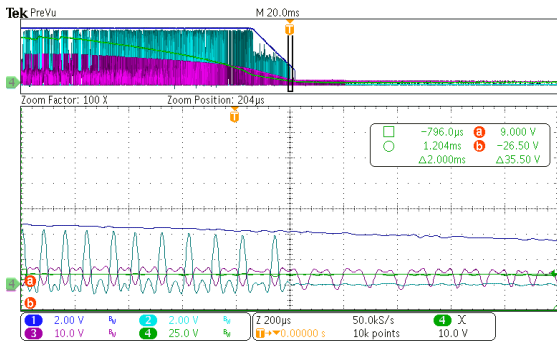 Tek PreVu M 20.0ms
T
4
Zoom Factor: 100 X Zoom Position: 204µs
T
-796.0µs a 9.000 V
1.204ms b -26.50 V
Δ2.000ms Δ35.50 V
a
4
b
1 2.00 V BW 2 2.00 V BW Z 200µs 50.0kS/s 4 X
3 10.0 V BW 4 25.0 V BW T→▼0.00000 s 10k points 10.0 V